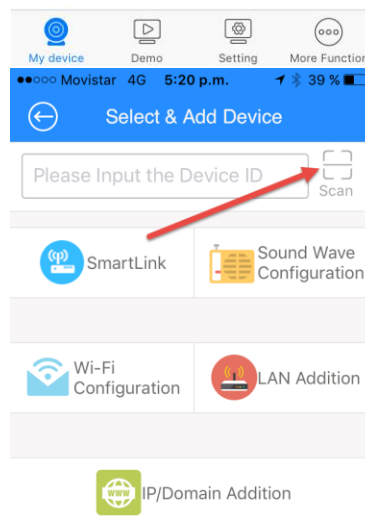 My device Demo Setting More Function
Movistar 4G 5:20 p.m. 39 %
Select & Add Device
Please Input the Device ID
Scan
SmartLink
Sound Wave
Configuration
Wi-Fi
Configuration
LAN Addition
www
IP/Domain Addition